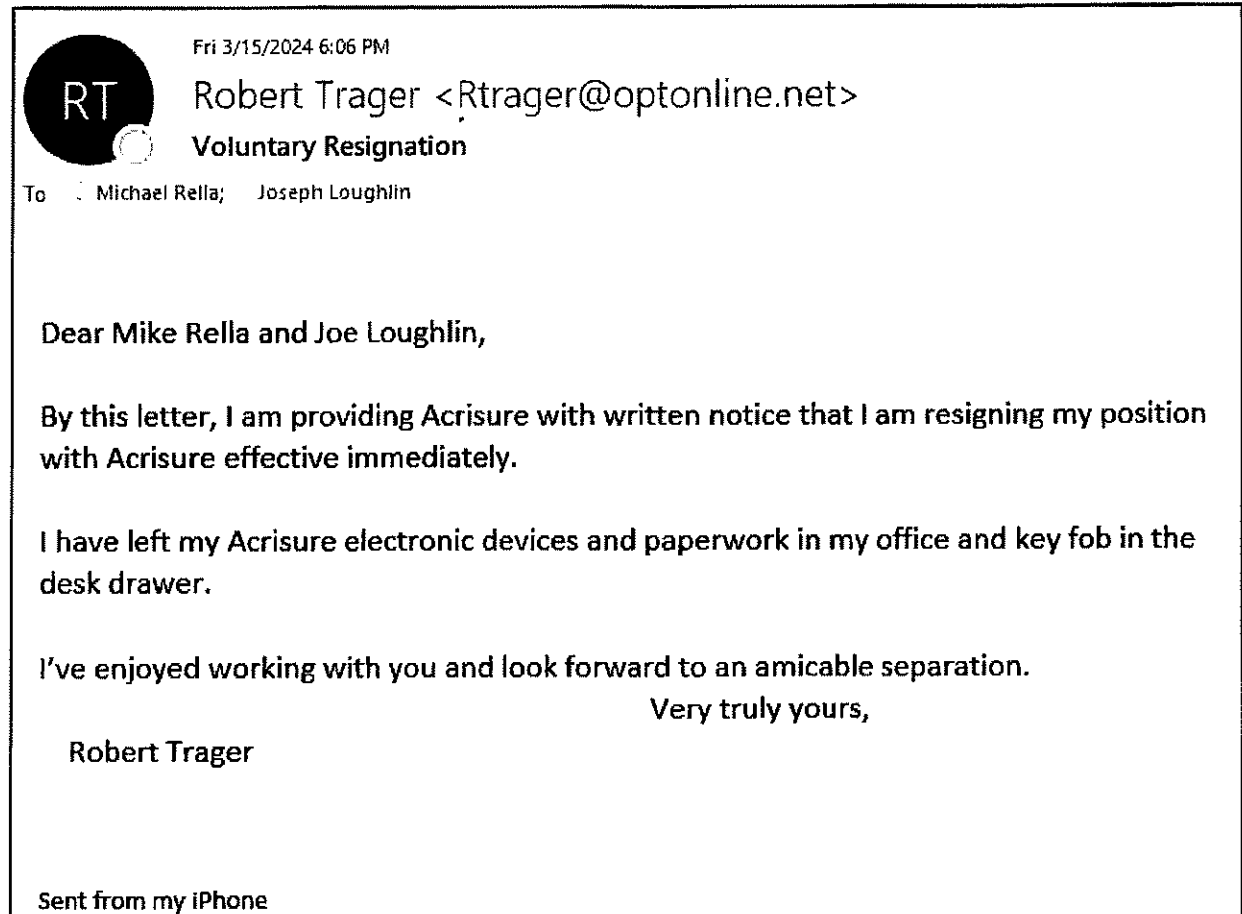 Fri 3/15/2024 6:06 PM
RT
Robert Trager <Rtrager@optonline.net>
Voluntary Resignation
To Michael Rella; Joseph Loughlin
Dear Mike Rella and Joe Loughlin,
By this letter, I am providing Acrisure with written notice that I am resigning my position
with Acrisure effective immediately.
I have left my Acrisure electronic devices and paperwork in my office and key fob in the
desk drawer.
I've enjoyed working with you and look forward to an amicable separation.
Very truly yours,
Robert Trager
Sent from my iPhone